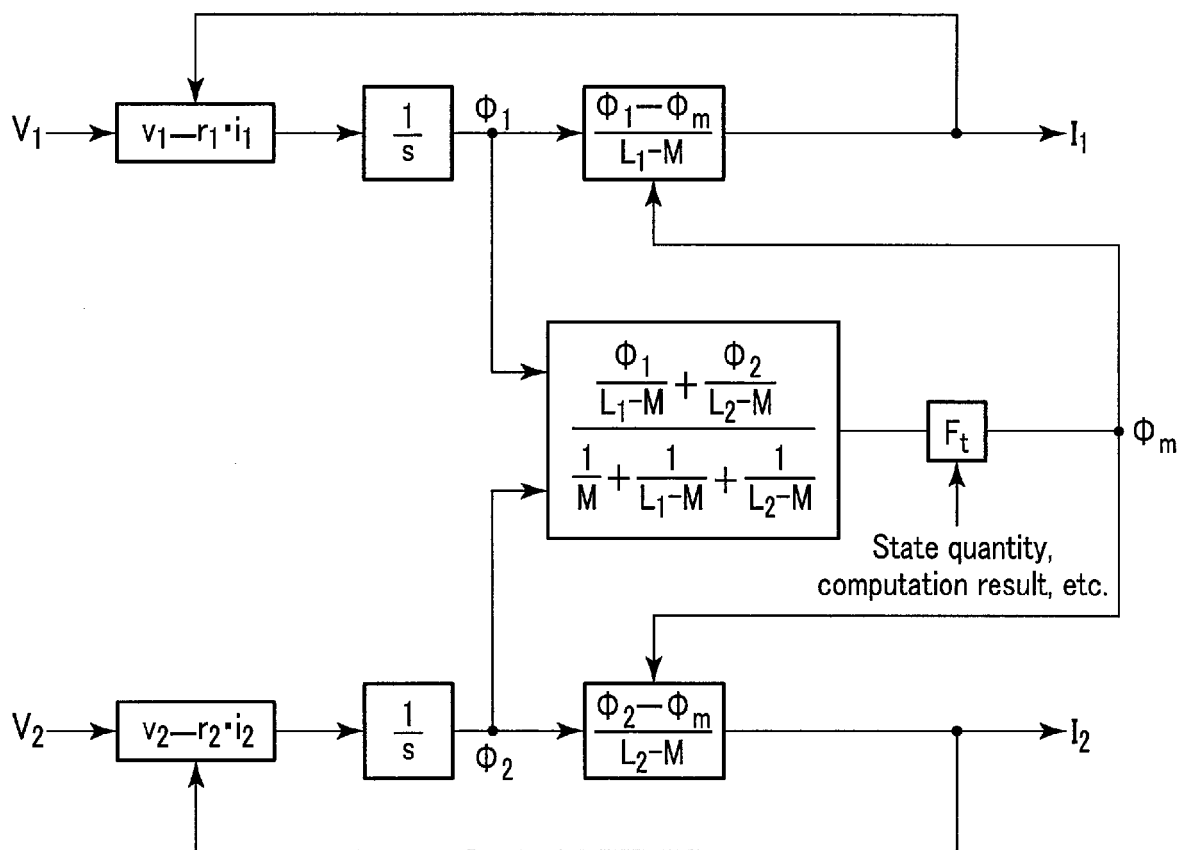 V₁
v₁—r₁•i₁
1
s
Φ₁
Φ₁—Φₘ
L₁-M
I₁
Φ₁
L₁-M
+
Φ₂
L₂-M
1
M
+
1
L₁-M
+
1
L₂-M
Fₜ
Φₘ
State quantity,
computation result, etc.
V₂
v₂—r₂•i₂
1
s
Φ₂
Φ₂—Φₘ
L₂-M
I₂